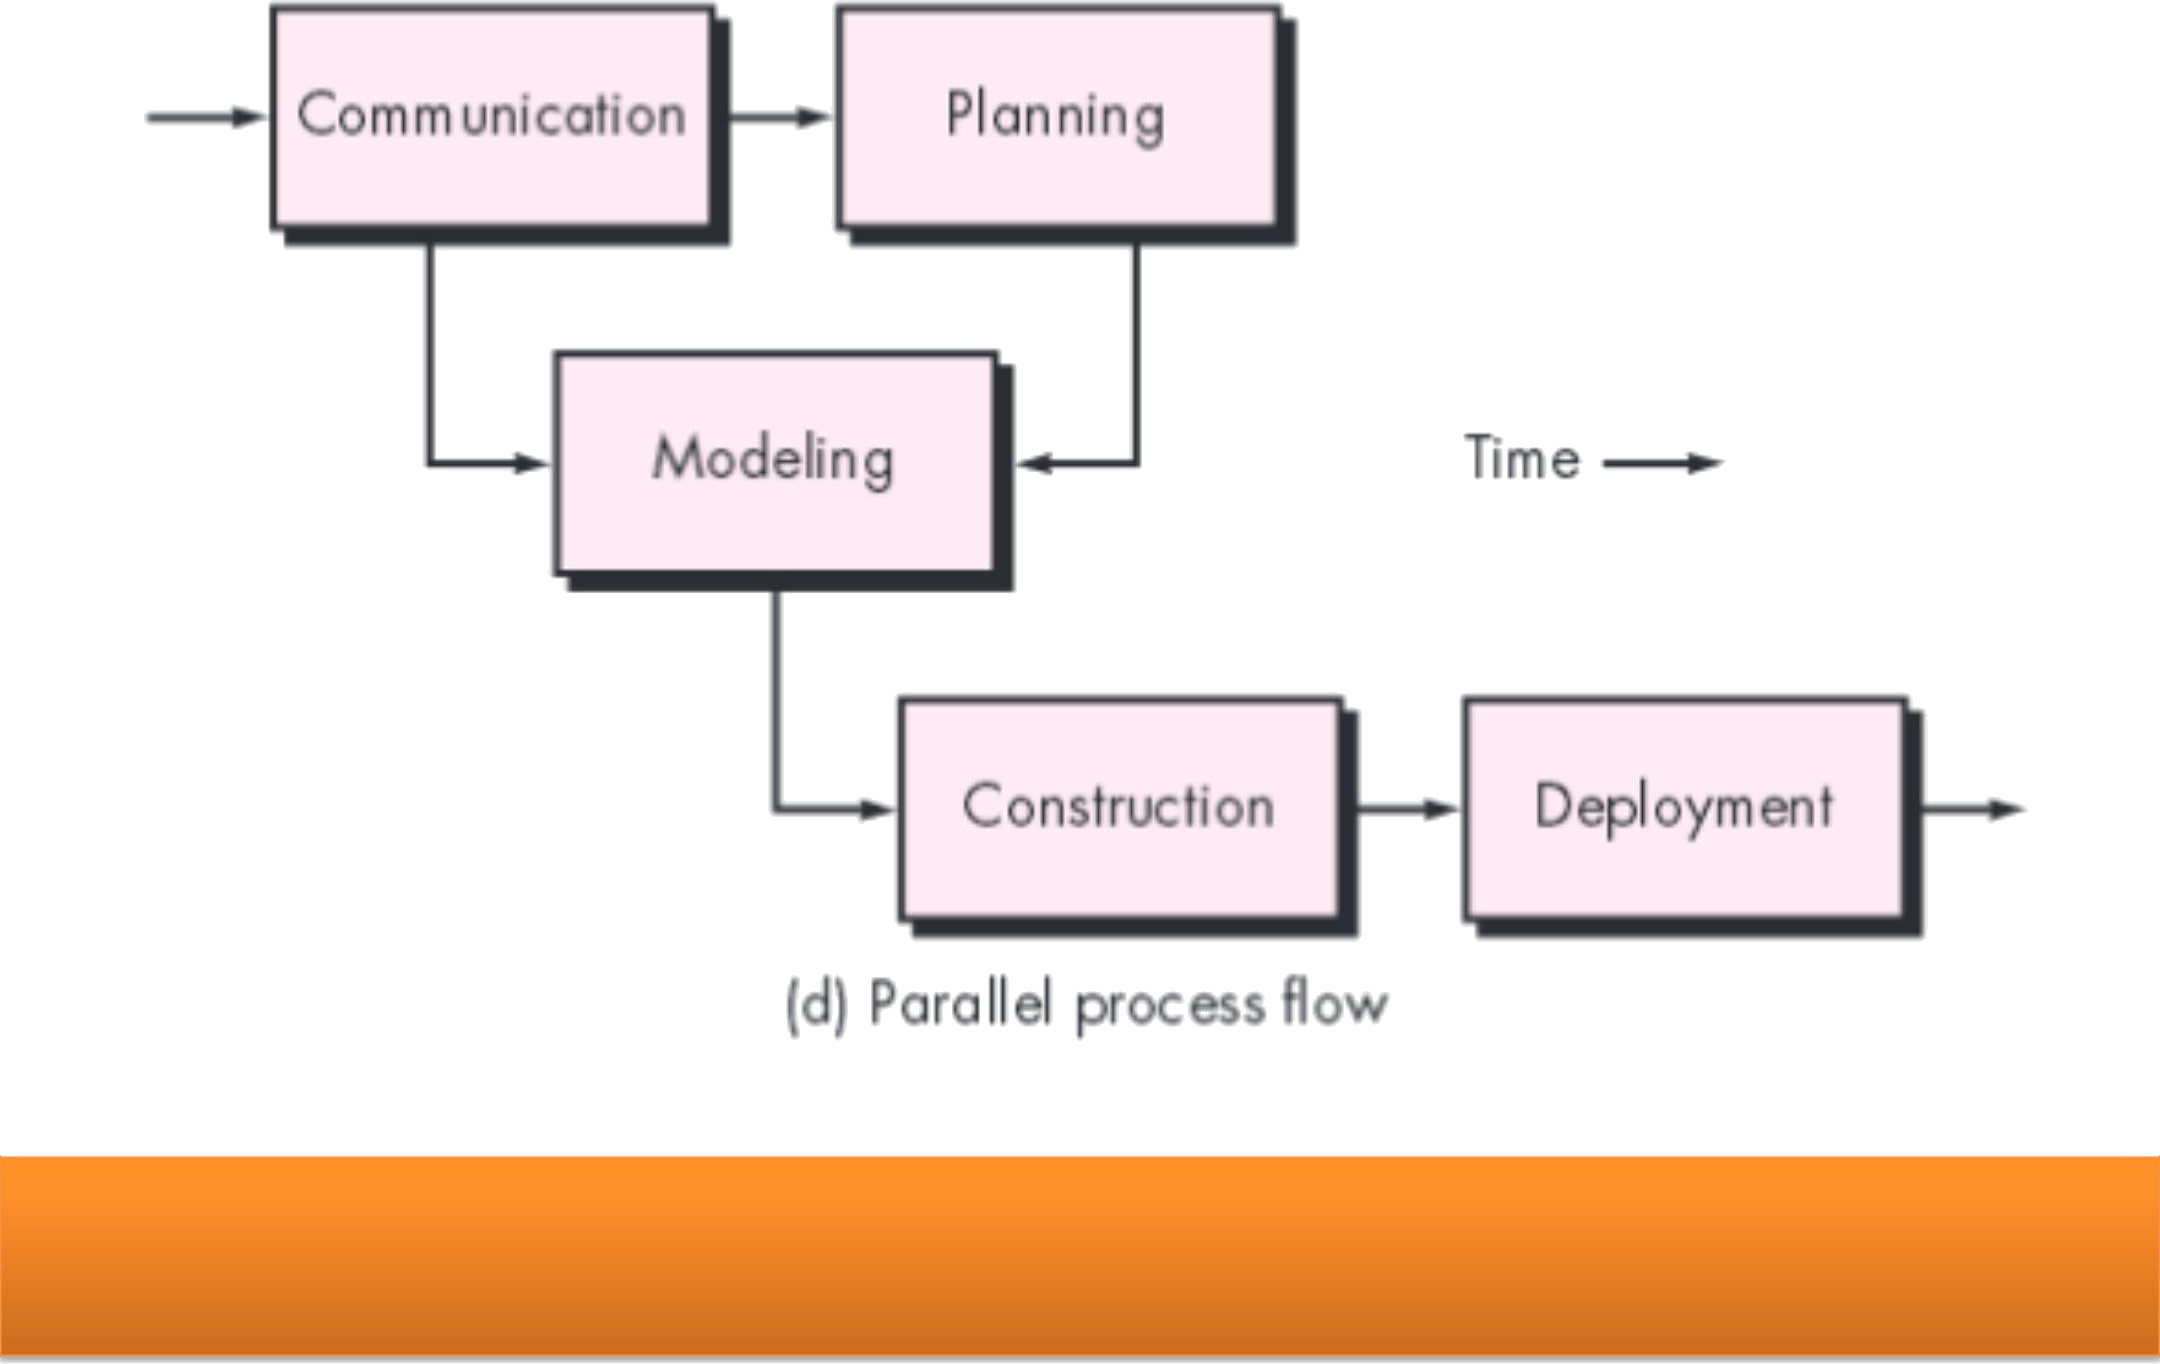 Communication
Planning
Modeling
Time
Construction
Deployment
(d) Parallel process flow